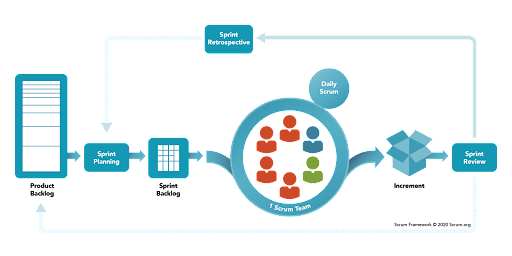 Sprint
Retrospective
Daily
Scrum
Sprint
Planning
Sprint
Review
Product
Backlog
Sprint
Backlog
1 Scrum Team
Increment
Scrum Framework © 2020 Scrum.org